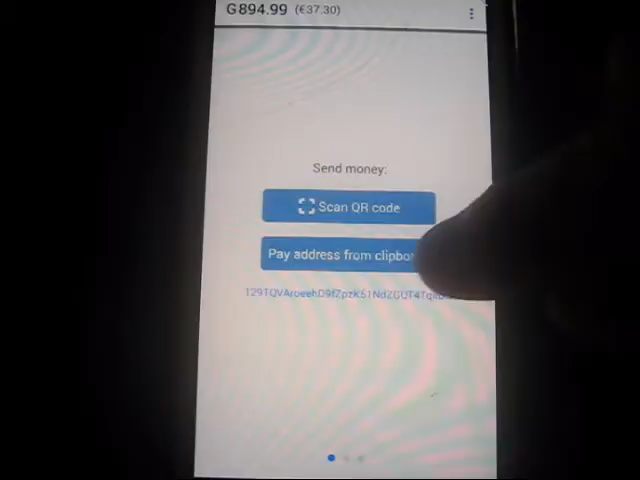 G894.99 (€37.30)
Send money:
Scan QR code
Pay address from